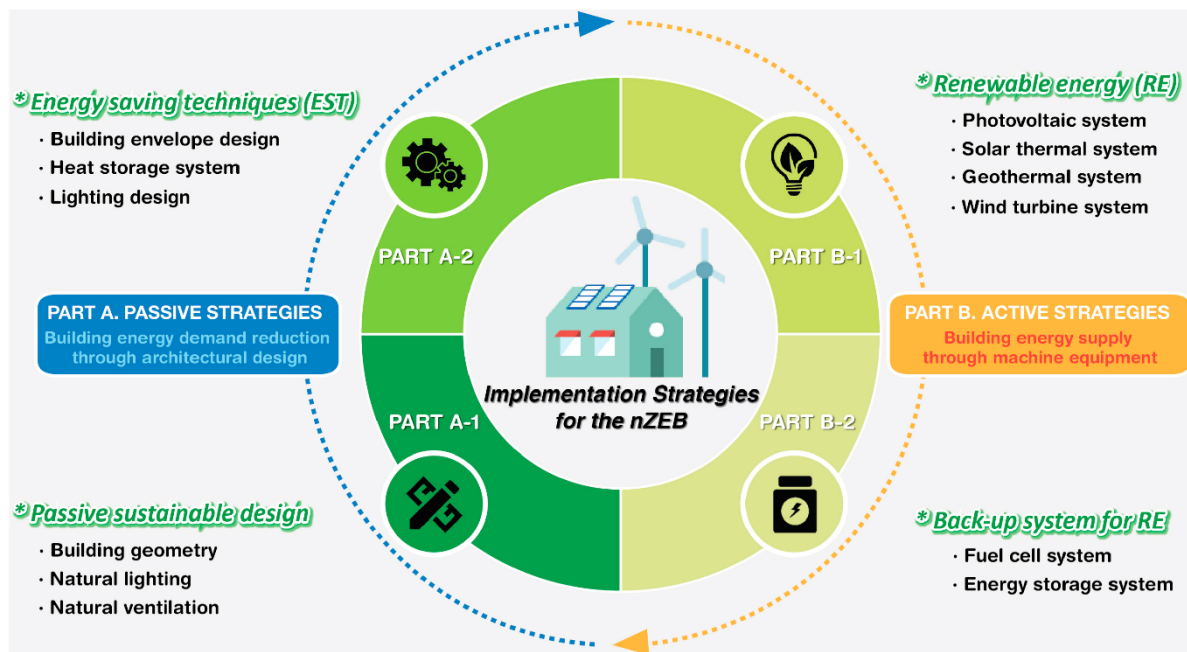 * Energy saving techniques (EST)
· Building envelope design
· Heat storage system
· Lighting design
* Renewable energy (RE)
· Photovoltaic system
· Solar thermal system
· Geothermal system
· Wind turbine system
PART A-2
PART B-1
PART A. PASSIVE STRATEGIES
Building energy demand reduction
through architectural design
PART B. ACTIVE STRATEGIES
Building energy supply
through machine equipment
Implementation Strategies
for the nZEB
PART A-1
PART B-2
* Passive sustainable design
· Building geometry
· Natural lighting
· Natural ventilation
* Back-up system for RE
· Fuel cell system
· Energy storage system